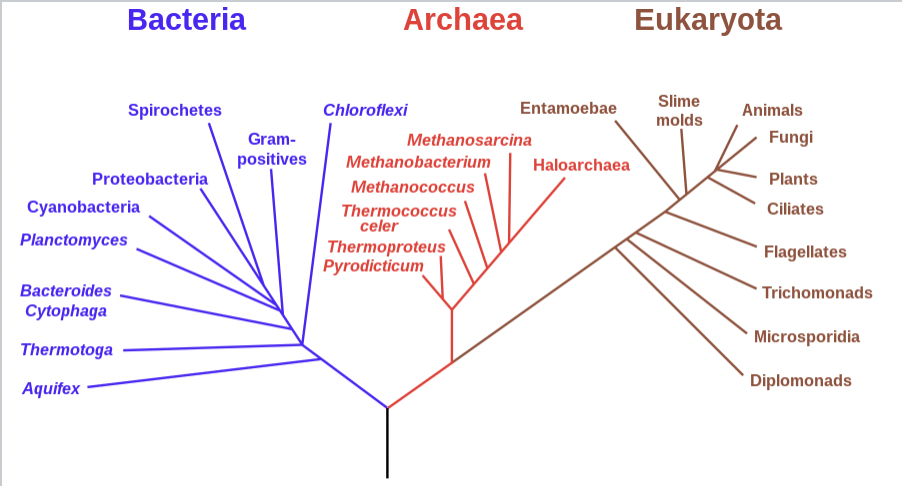 Bacteria
Archaea
Eukaryota
Spirochetes
Gram-
positives
Chloroflexi
Proteobacteria
Cyanobacteria
Planctomyces
Bacteroides
Cytophaga
Thermotoga
Aquifex
Methanosarcina
Methanobacterium
Haloarchaea
Methanococcus
Thermococcus
celer
Thermoproteus
Pyrodicticum
Entamoebae
Slime
molds
Animals
Fungi
Plants
Ciliates
Flagellates
Trichomonads
Microsporidia
Diplomonads